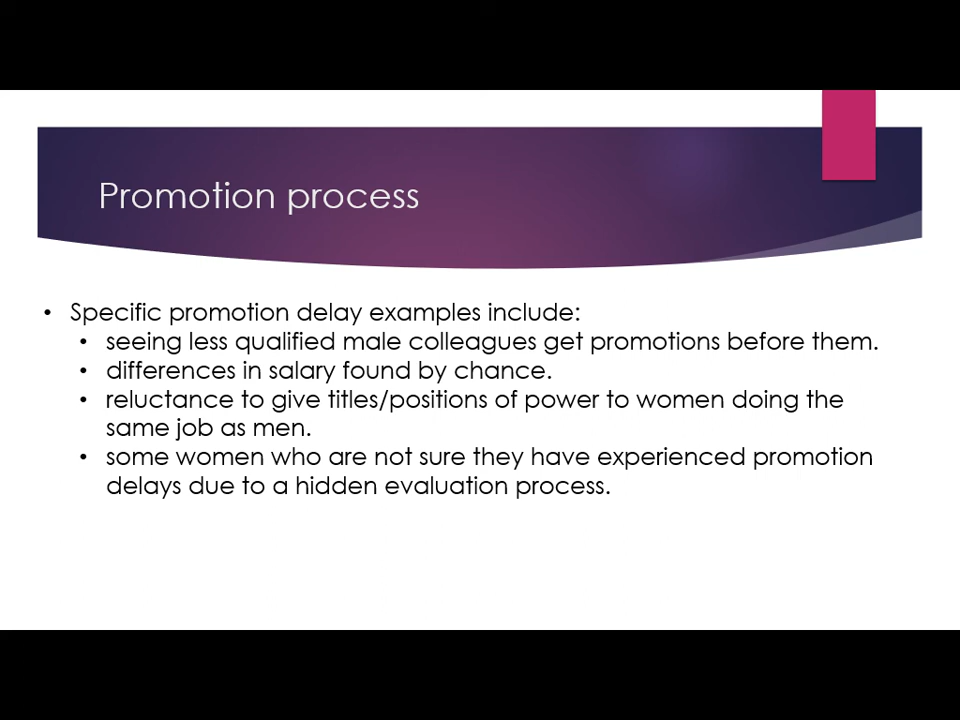 Promotion process
• Specific promotion delay examples include:
• seeing less qualified male colleagues get promotions before them.
• differences in salary found by chance.
• reluctance to give titles/positions of power to women doing the
same job as men.
• some women who are not sure they have experienced promotion
delays due to a hidden evaluation process.